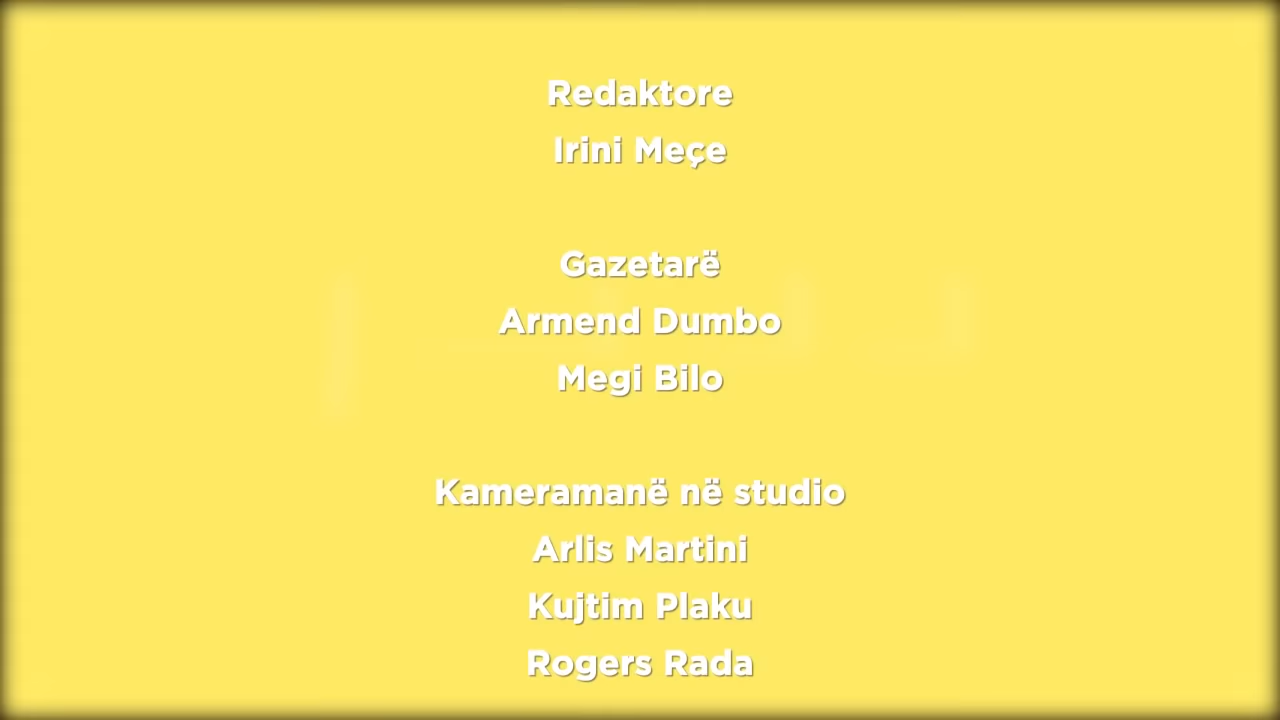 Redaktore
Irini Meçe
Gazetarë
Armend Dumbo
Megi Bilo
Kameramanë në studio
Arlis Martini
Kujtim Plaku
Rogers Rada